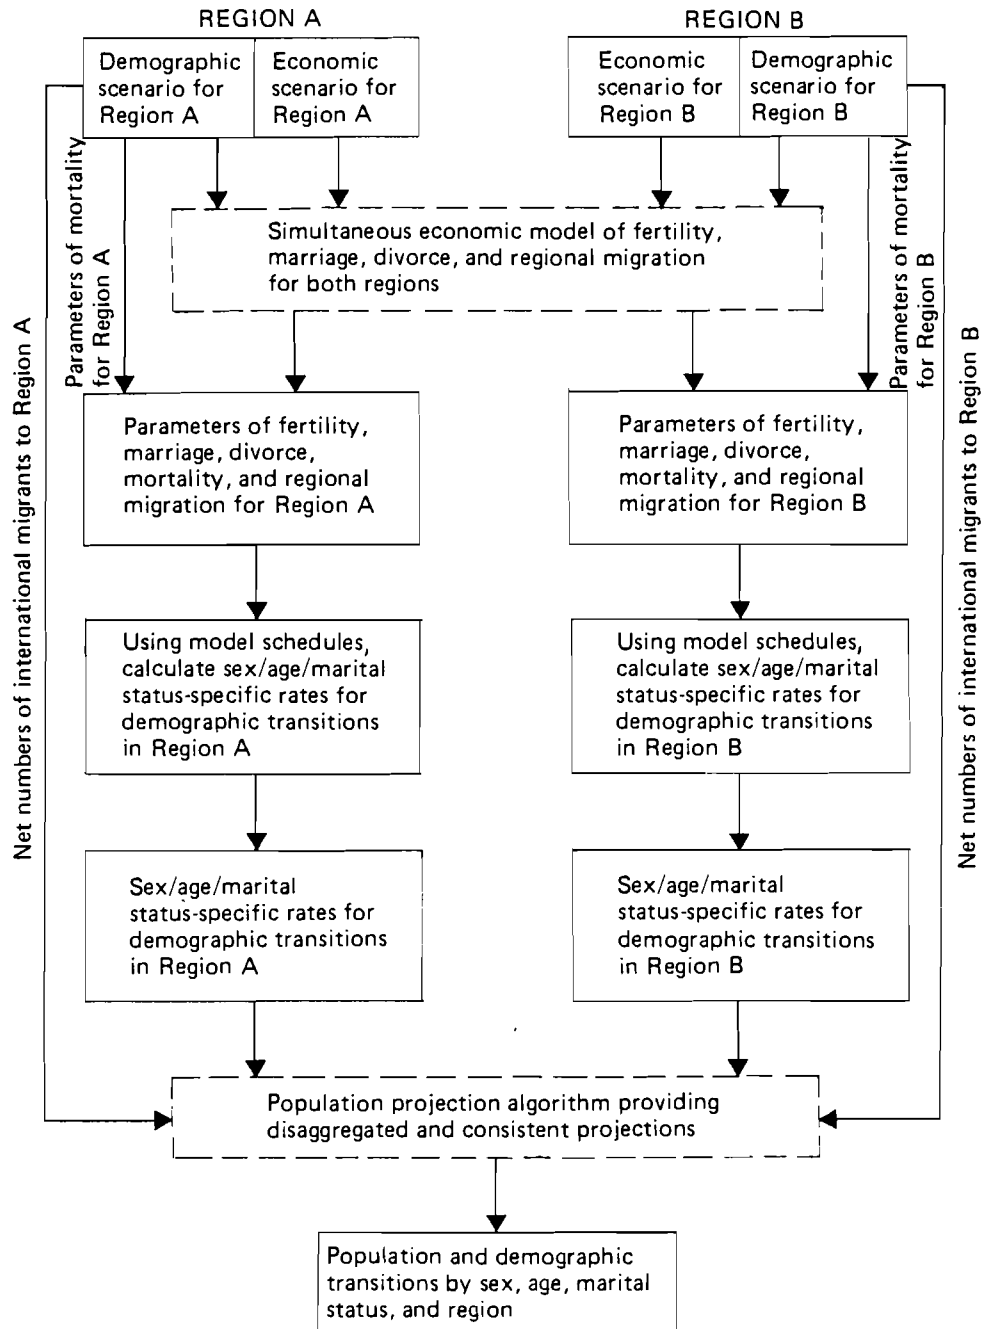 REGION A
REGION B
Demographic
scenario for
Region A
Economic
scenario for
Region A
Economic
scenario for
Region B
Demographic
scenario for
Region B
Parameters of mortality
for Region A
Parameters of mortality
for Region B
Net numbers of international migrants to Region A
Net numbers of international migrants to Region B
Simultaneous economic model of fertility,
marriage, divorce, and regional migration
for both regions
Parameters of fertility,
marriage, divorce,
mortality, and regional
migration for Region A
Parameters of fertility,
marriage, divorce,
mortality, and regional
migration for Region B
Using model schedules,
calculate sex/age/marital
status-specific rates for
demographic transitions
in Region A
Using model schedules,
calculate sex/age/marital
status-specific rates for
demographic transitions
in Region B
Sex/age/marital
status-specific rates for
demographic transitions
in Region A
Sex/age/marital
status-specific rates for
demographic transitions
in Region B
Population projection algorithm providing
disaggregated and consistent projections
Population and demographic
transitions by sex, age, marital
status, and region